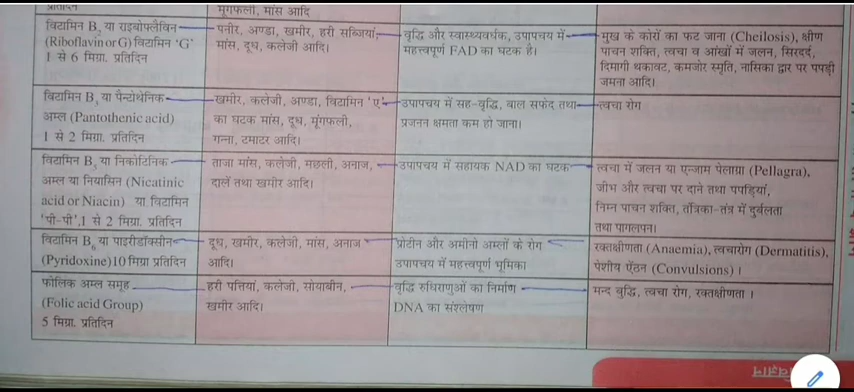 प्रतिदिन
मूंगफली, मांस आदि
विटामिन B2 या राइबोफ्लैविन
(Riboflavin or G) विटामिन 'G'
1 से 6 मिग्रा. प्रतिदिन
पनीर, अण्डा, खमीर, हरी सब्जियां,
मांस, दूध, कलेजी आदि।
वृद्धि और स्वास्थ्यवर्धक, उपापचय में
महत्त्वपूर्ण FAD का घटक है।
मुख के कोरों का फट जाना (Cheilosis), क्षीण
पाचन शक्ति, त्वचा व आंखों में जलन, सिरदर्द,
दिमागी थकावट, कमजोर स्मृति, नासिका द्वार पर पपड़ी
जमना आदि।
विटामिन B3 या पैन्टोथेनिक
अम्ल (Pantothenic acid)
1 से 2 मिग्रा. प्रतिदिन
खमीर, कलेजी, अण्डा, विटामिन 'ए'
का घटक मांस, दूध, मूंगफली,
गन्ना, टमाटर आदि।
उपापचय में सह-वृद्धि, बाल सफेद तथा
प्रजनन क्षमता कम हो जाना।
त्वचा रोग
विटामिन B5 या निकोटिनिक
अम्ल या नियासिन (Nicatinic
acid or Niacin) या विटामिन
'पी-पी',1 से 2 मिग्रा. प्रतिदिन
ताजा मांस, कलेजी, मछली, अनाज,
दालें तथा खमीर आदि।
उपापचय में सहायक NAD का घटक
त्वचा में जलन या एन्जाम पेलाग्रा (Pellagra),
जीभ और त्वचा पर दाने तथा पपड़ियां,
निम्न पाचन शक्ति, तंत्रिका-तंत्र में दुर्बलता
तथा पागलपन।
विटामिन B6 या पाइरीडॉक्सीन
(Pyridoxine)10 मिग्रा प्रतिदिन
दूध, खमीर, कलेजी, मांस, अनाज
आदि।
प्रोटीन और अमीनो अम्लों के रोग
उपापचय में महत्त्वपूर्ण भूमिका
रक्तक्षीणता (Anaemia), त्वचारोग (Dermatitis),
पेशीय ऐंठन (Convulsions) ।
फोलिक अम्ल समूह
(Folic acid Group)
5 मिग्रा. प्रतिदिन
हरी पत्तियां, कलेजी, सोयाबीन,
खमीर आदि।
वृद्धि रुधिराणुओं का निर्माण
DNA का संश्लेषण
मन्द बुद्धि, त्वचा रोग, रक्तक्षीणता ।